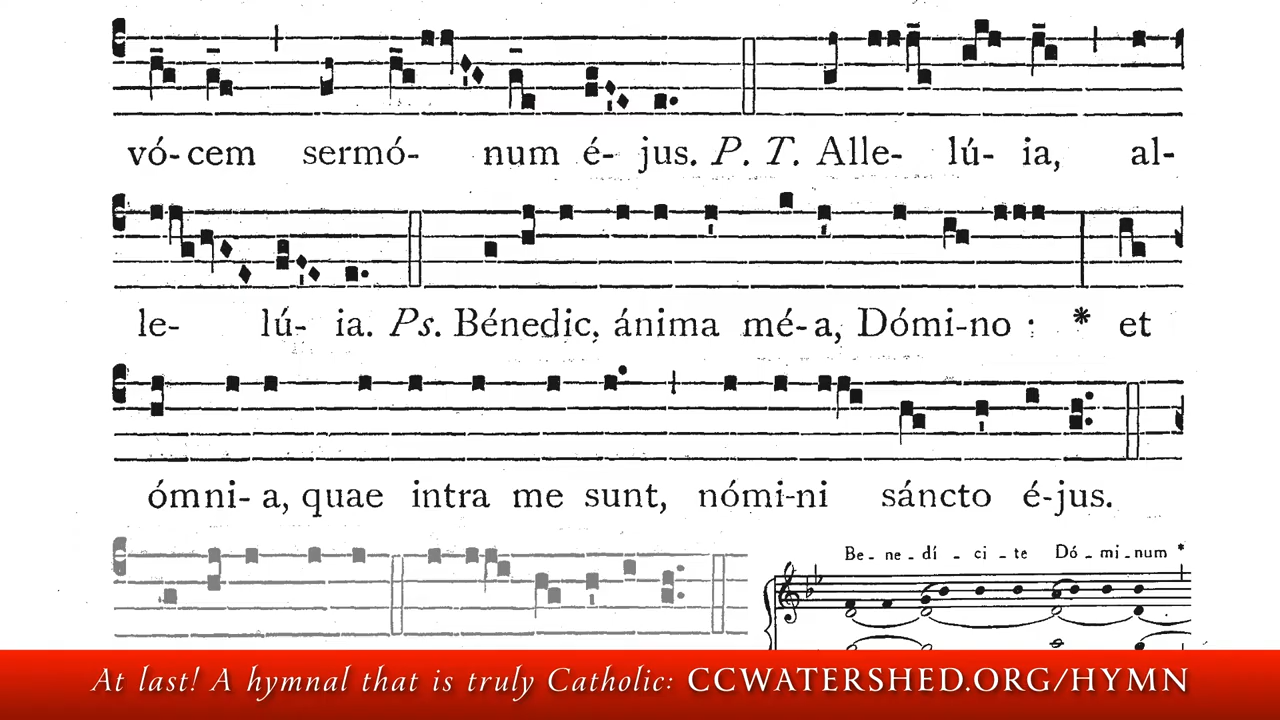 vó-cem sermó- num é- jus. P. T. Alle- lú- ia, al-
le- lú- ia. Ps. Bénedic, ánima mé-a, Dómi-no : * et
ómni- a, quae intra me sunt, nómi-ni sáncto é-jus.
Be - ne - dí - ci - te Dó - mi - num *
At last! A hymnal that is truly Catholic: CCWATERSHED.ORG/HYMN